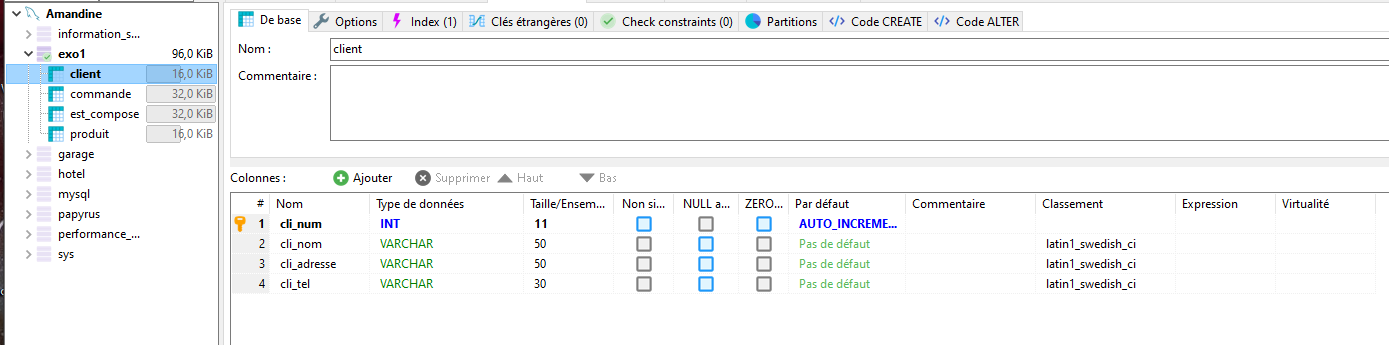 Amandine
information_s...
exo1 96,0 KiB
client 16,0 KiB
commande 32,0 KiB
est_compose 32,0 KiB
produit 16,0 KiB
garage
hotel
mysql
papyrus
performance_...
sys
De base Options Index (1) Clés étrangères (0) Check constraints (0) Partitions Code CREATE Code ALTER
Nom : client
Commentaire :
Colonnes : Ajouter Supprimer Haut Bas
# Nom Type de données Taille/Ensem... Non si... NULL a... ZERO... Par défaut Commentaire Classement Expression Virtualité
1 cli_num INT 11 AUTO_INCREME...
2 cli_nom VARCHAR 50 Pas de défaut latin1_swedish_ci
3 cli_adresse VARCHAR 50 Pas de défaut latin1_swedish_ci
4 cli_tel VARCHAR 30 Pas de défaut latin1_swedish_ci